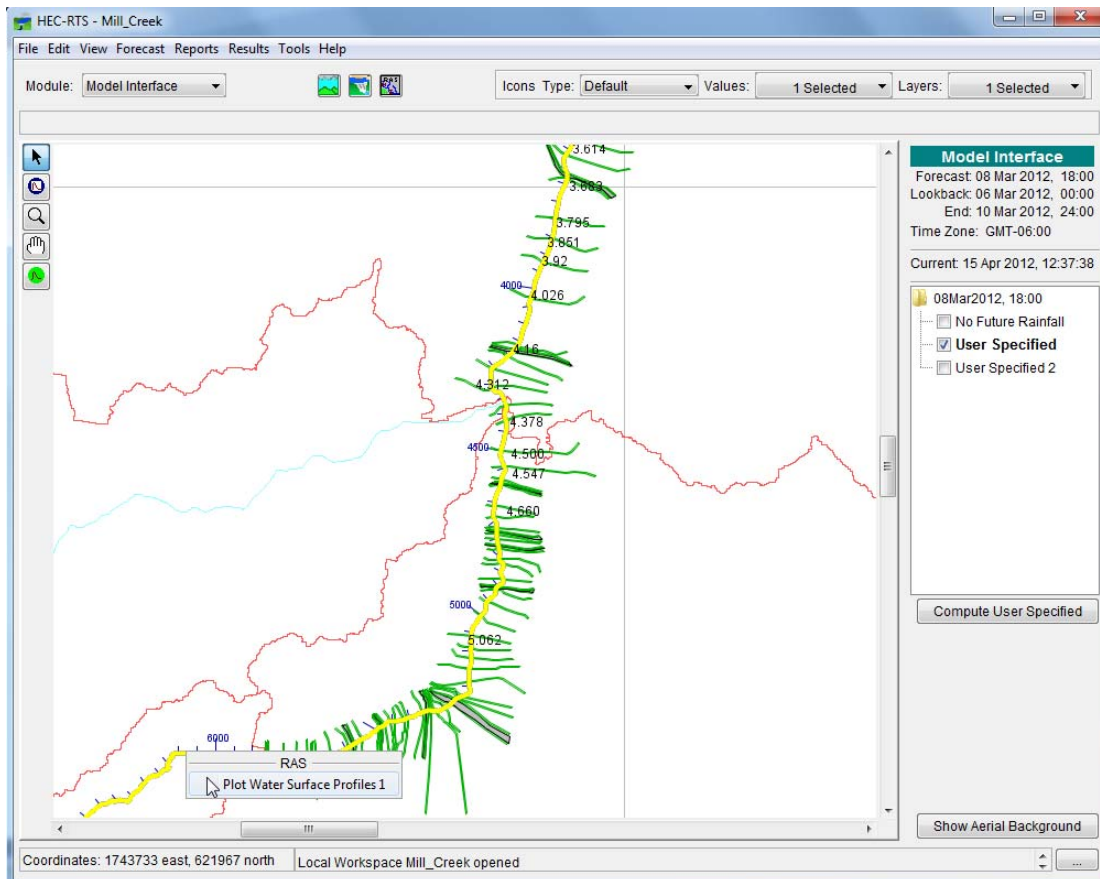 HEC-RTS - Mill_Creek
File Edit View Forecast Reports Results Tools Help
Module: Model Interface
RAS
Icons Type: Default Values: 1 Selected Layers: 1 Selected
3.614
3.683
3.795
3.851
3.92
4000
4.026
4.16
4.312
4.378
4500
4.500
4.547
4.660
5000
5.062
6000
RAS
Plot Water Surface Profiles 1
Model Interface
Forecast: 08 Mar 2012, 18:00
Lookback: 06 Mar 2012, 00:00
End: 10 Mar 2012, 24:00
Time Zone: GMT-06:00
Current: 15 Apr 2012, 12:37:38
08Mar2012, 18:00
No Future Rainfall
User Specified
User Specified 2
Compute User Specified
Show Aerial Background
Coordinates: 1743733 east, 621967 north
Local Workspace Mill_Creek opened
...